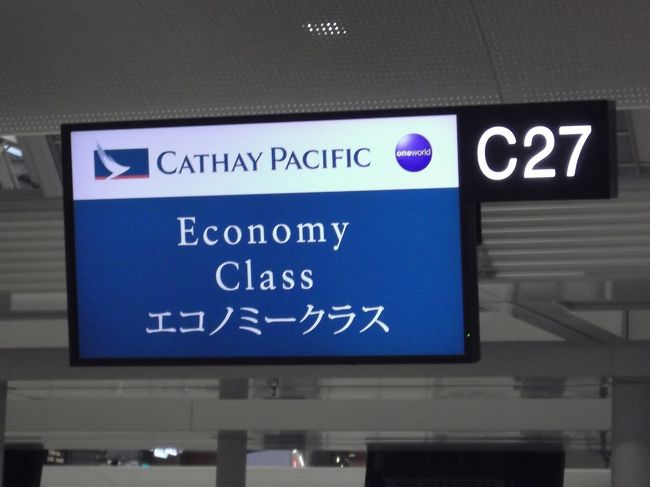 CATHAY PACIFIC
oneworld
C27
Economy
Class
エコノミークラス